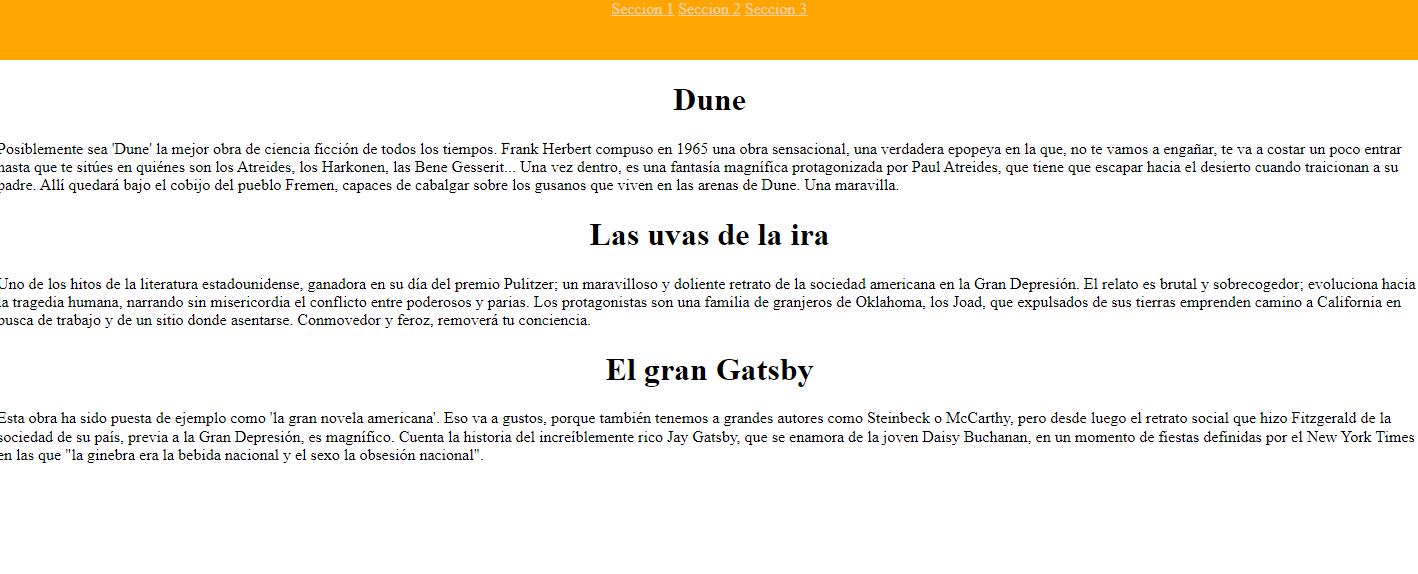 Seccion 1 Seccion 2 Seccion 3
Dune
Posiblemente sea 'Dune' la mejor obra de ciencia ficción de todos los tiempos. Frank Herbert compuso en 1965 una obra sensacional, una verdadera epopeya en la que, no te vamos a engañar, te va a costar un poco entrar
hasta que te sitúes en quiénes son los Atreides, los Harkonen, las Bene Gesserit... Una vez dentro, es una fantasía magnífica protagonizada por Paul Atreides, que tiene que escapar hacia el desierto cuando traicionan a su
padre. Allí quedará bajo el cobijo del pueblo Fremen, capaces de cabalgar sobre los gusanos que viven en las arenas de Dune. Una maravilla.
Las uvas de la ira
Uno de los hitos de la literatura estadounidense, ganadora en su día del premio Pulitzer; un maravilloso y doliente retrato de la sociedad americana en la Gran Depresión. El relato es brutal y sobrecogedor; evoluciona hacia
la tragedia humana, narrando sin misericordia el conflicto entre poderosos y parias. Los protagonistas son una familia de granjeros de Oklahoma, los Joad, que expulsados de sus tierras emprenden camino a California en
busca de trabajo y de un sitio donde asentarse. Conmovedor y feroz, removerá tu conciencia.
El gran Gatsby
Esta obra ha sido puesta de ejemplo como 'la gran novela americana'. Eso va a gustos, porque también tenemos a grandes autores como Steinbeck o McCarthy, pero desde luego el retrato social que hizo Fitzgerald de la
sociedad de su país, previa a la Gran Depresión, es magnífico. Cuenta la historia del increíblemente rico Jay Gatsby, que se enamora de la joven Daisy Buchanan, en un momento de fiestas definidas por el New York Times
en las que "la ginebra era la bebida nacional y el sexo la obsesión nacional".